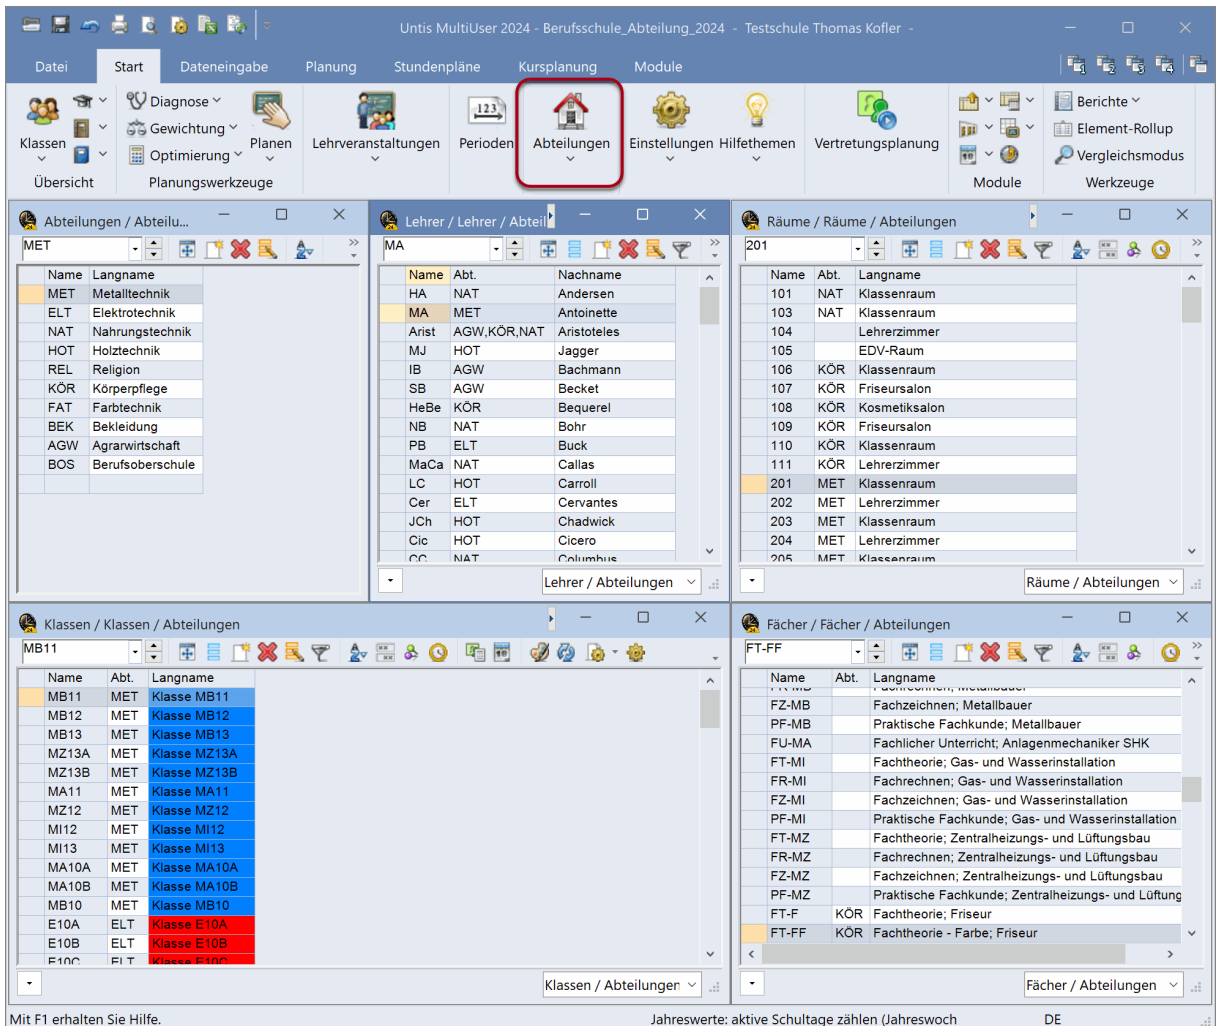 Untis MultiUser 2024 - Berufsschule_Abteilung_2024 - Testschule Thomas Kofler -
Datei Start Dateneingabe Planung Stundenpläne Kursplanung Module
Klassen
Diagnose
Gewichtung
Optimierung
Planen
Lehrveranstaltungen
Perioden
Abteilungen
Einstellungen
Hilfethemen
Vertretungsplanung
Berichte
Element-Rollup
Vergleichsmodus
Übersicht Planungswerkzeuge Module Werkzeuge
Abteilungen / Abteilu...
MET
Name Langname
MET Metalltechnik
ELT Elektrotechnik
NAT Nahrungstechnik
HOT Holztechnik
REL Religion
KÖR Körperpflege
FAT Farbtechnik
BEK Bekleidung
AGW Agrarwirtschaft
BOS Berufsoberschule
Lehrer / Lehrer / Abteil
MA
Name Abt. Nachname
HA NAT Andersen
MA MET Antoinette
Arist AGW,KÖR,NAT Aristoteles
MJ HOT Jagger
IB AGW Bachmann
SB AGW Becket
HeBe KÖR Bequerel
NB NAT Bohr
PB ELT Buck
MaCa NAT Callas
LC HOT Carroll
Cer ELT Cervantes
JCh HOT Chadwick
Cic HOT Cicero
CC NAT Columbus
Lehrer / Abteilungen
Räume / Räume / Abteilungen
201
Name Abt. Langname
101 NAT Klassenraum
103 NAT Klassenraum
104 Lehrerzimmer
105 EDV-Raum
106 KÖR Klassenraum
107 KÖR Friseursalon
108 KÖR Kosmetiksalon
109 KÖR Friseursalon
110 KÖR Klassenraum
111 KÖR Lehrerzimmer
201 MET Klassenraum
202 MET Lehrerzimmer
203 MET Klassenraum
204 MET Lehrerzimmer
205 MET Klassenraum
Räume / Abteilungen
Klassen / Klassen / Abteilungen
MB11
Name Abt. Langname
MB11 MET Klasse MB11
MB12 MET Klasse MB12
MB13 MET Klasse MB13
MZ13A MET Klasse MZ13A
MZ13B MET Klasse MZ13B
MA11 MET Klasse MA11
MZ12 MET Klasse MZ12
MI12 MET Klasse MI12
MI13 MET Klasse MI13
MA10A MET Klasse MA10A
MA10B MET Klasse MA10B
MB10 MET Klasse MB10
E10A ELT Klasse E10A
E10B ELT Klasse E10B
E10C ELT Klasse E10C
Klassen / Abteilungen
Fächer / Fächer / Abteilungen
FT-FF
Name Abt. Langname
FR-MB Fachrechnen; Metallbauer
FZ-MB Fachzeichnen; Metallbauer
PF-MB Praktische Fachkunde; Metallbauer
FU-MA Fachlicher Unterricht; Anlagenmechaniker SHK
FT-MI Fachtheorie; Gas- und Wasserinstallation
FR-MI Fachrechnen; Gas- und Wasserinstallation
FZ-MI Fachzeichnen; Gas- und Wasserinstallation
PF-MI Praktische Fachkunde; Gas- und Wasserinstallation
FT-MZ Fachtheorie; Zentralheizungs- und Lüftungsbau
FR-MZ Fachrechnen; Zentralheizungs- und Lüftungsbau
FZ-MZ Fachzeichnen; Zentralheizungs- und Lüftungsbau
PF-MZ Praktische Fachkunde; Zentralheizungs- und Lüftung
FT-F KÖR Fachtheorie; Friseur
FT-FF KÖR Fachtheorie - Farbe; Friseur
Fächer / Abteilungen
Mit F1 erhalten Sie Hilfe. Jahreswerte: aktive Schultage zählen (Jahreswoch DE